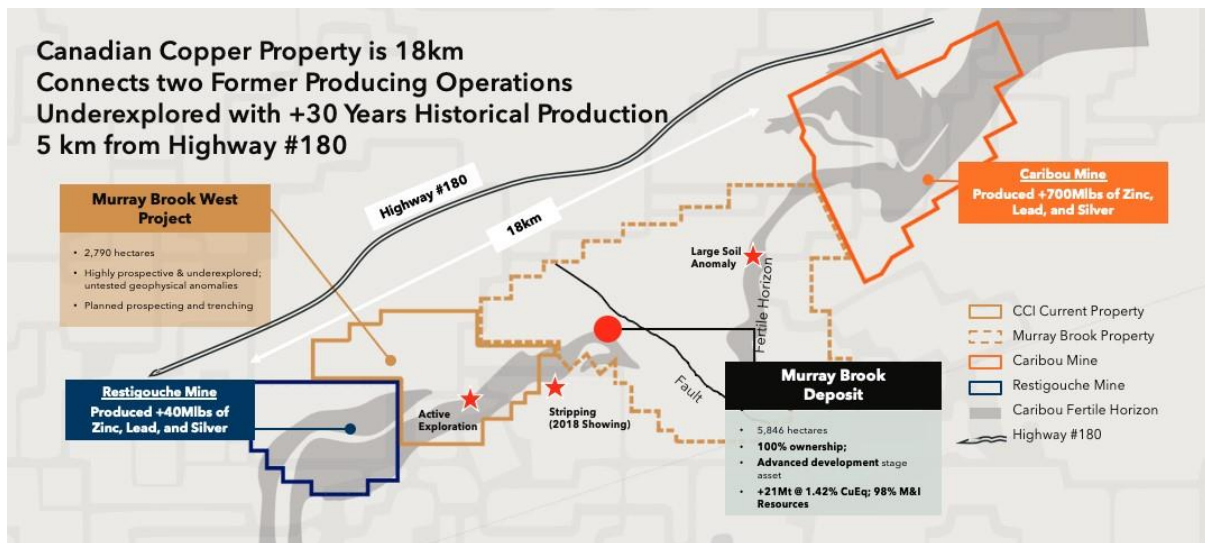 Canadian Copper Property is 18km
Connects two Former Producing Operations
Underexplored with +30 Years Historical Production
5 km from Highway #180
Murray Brook West
Project
• 2,790 hectares
• Highly prospective & underexplored;
untested geophysical anomalies
• Planned prospecting and trenching
Highway #180
18km
Caribou Mine
Produced +700Mlbs of Zinc,
Lead, and Silver
Large Soil
Anomaly
Fertile Horizon
Restigouche Mine
Produced +40Mlbs of
Zinc, Lead, and Silver
Active
Exploration
Stripping
(2018 Showing)
Fault
Murray Brook
Deposit
• 5,846 hectares
• 100% ownership;
• Advanced development stage
asset
• +21Mt @ 1.42% CuEq; 98% M&I
Resources
CCI Current Property
Murray Brook Property
Caribou Mine
Restigouche Mine
Caribou Fertile Horizon
Highway #180